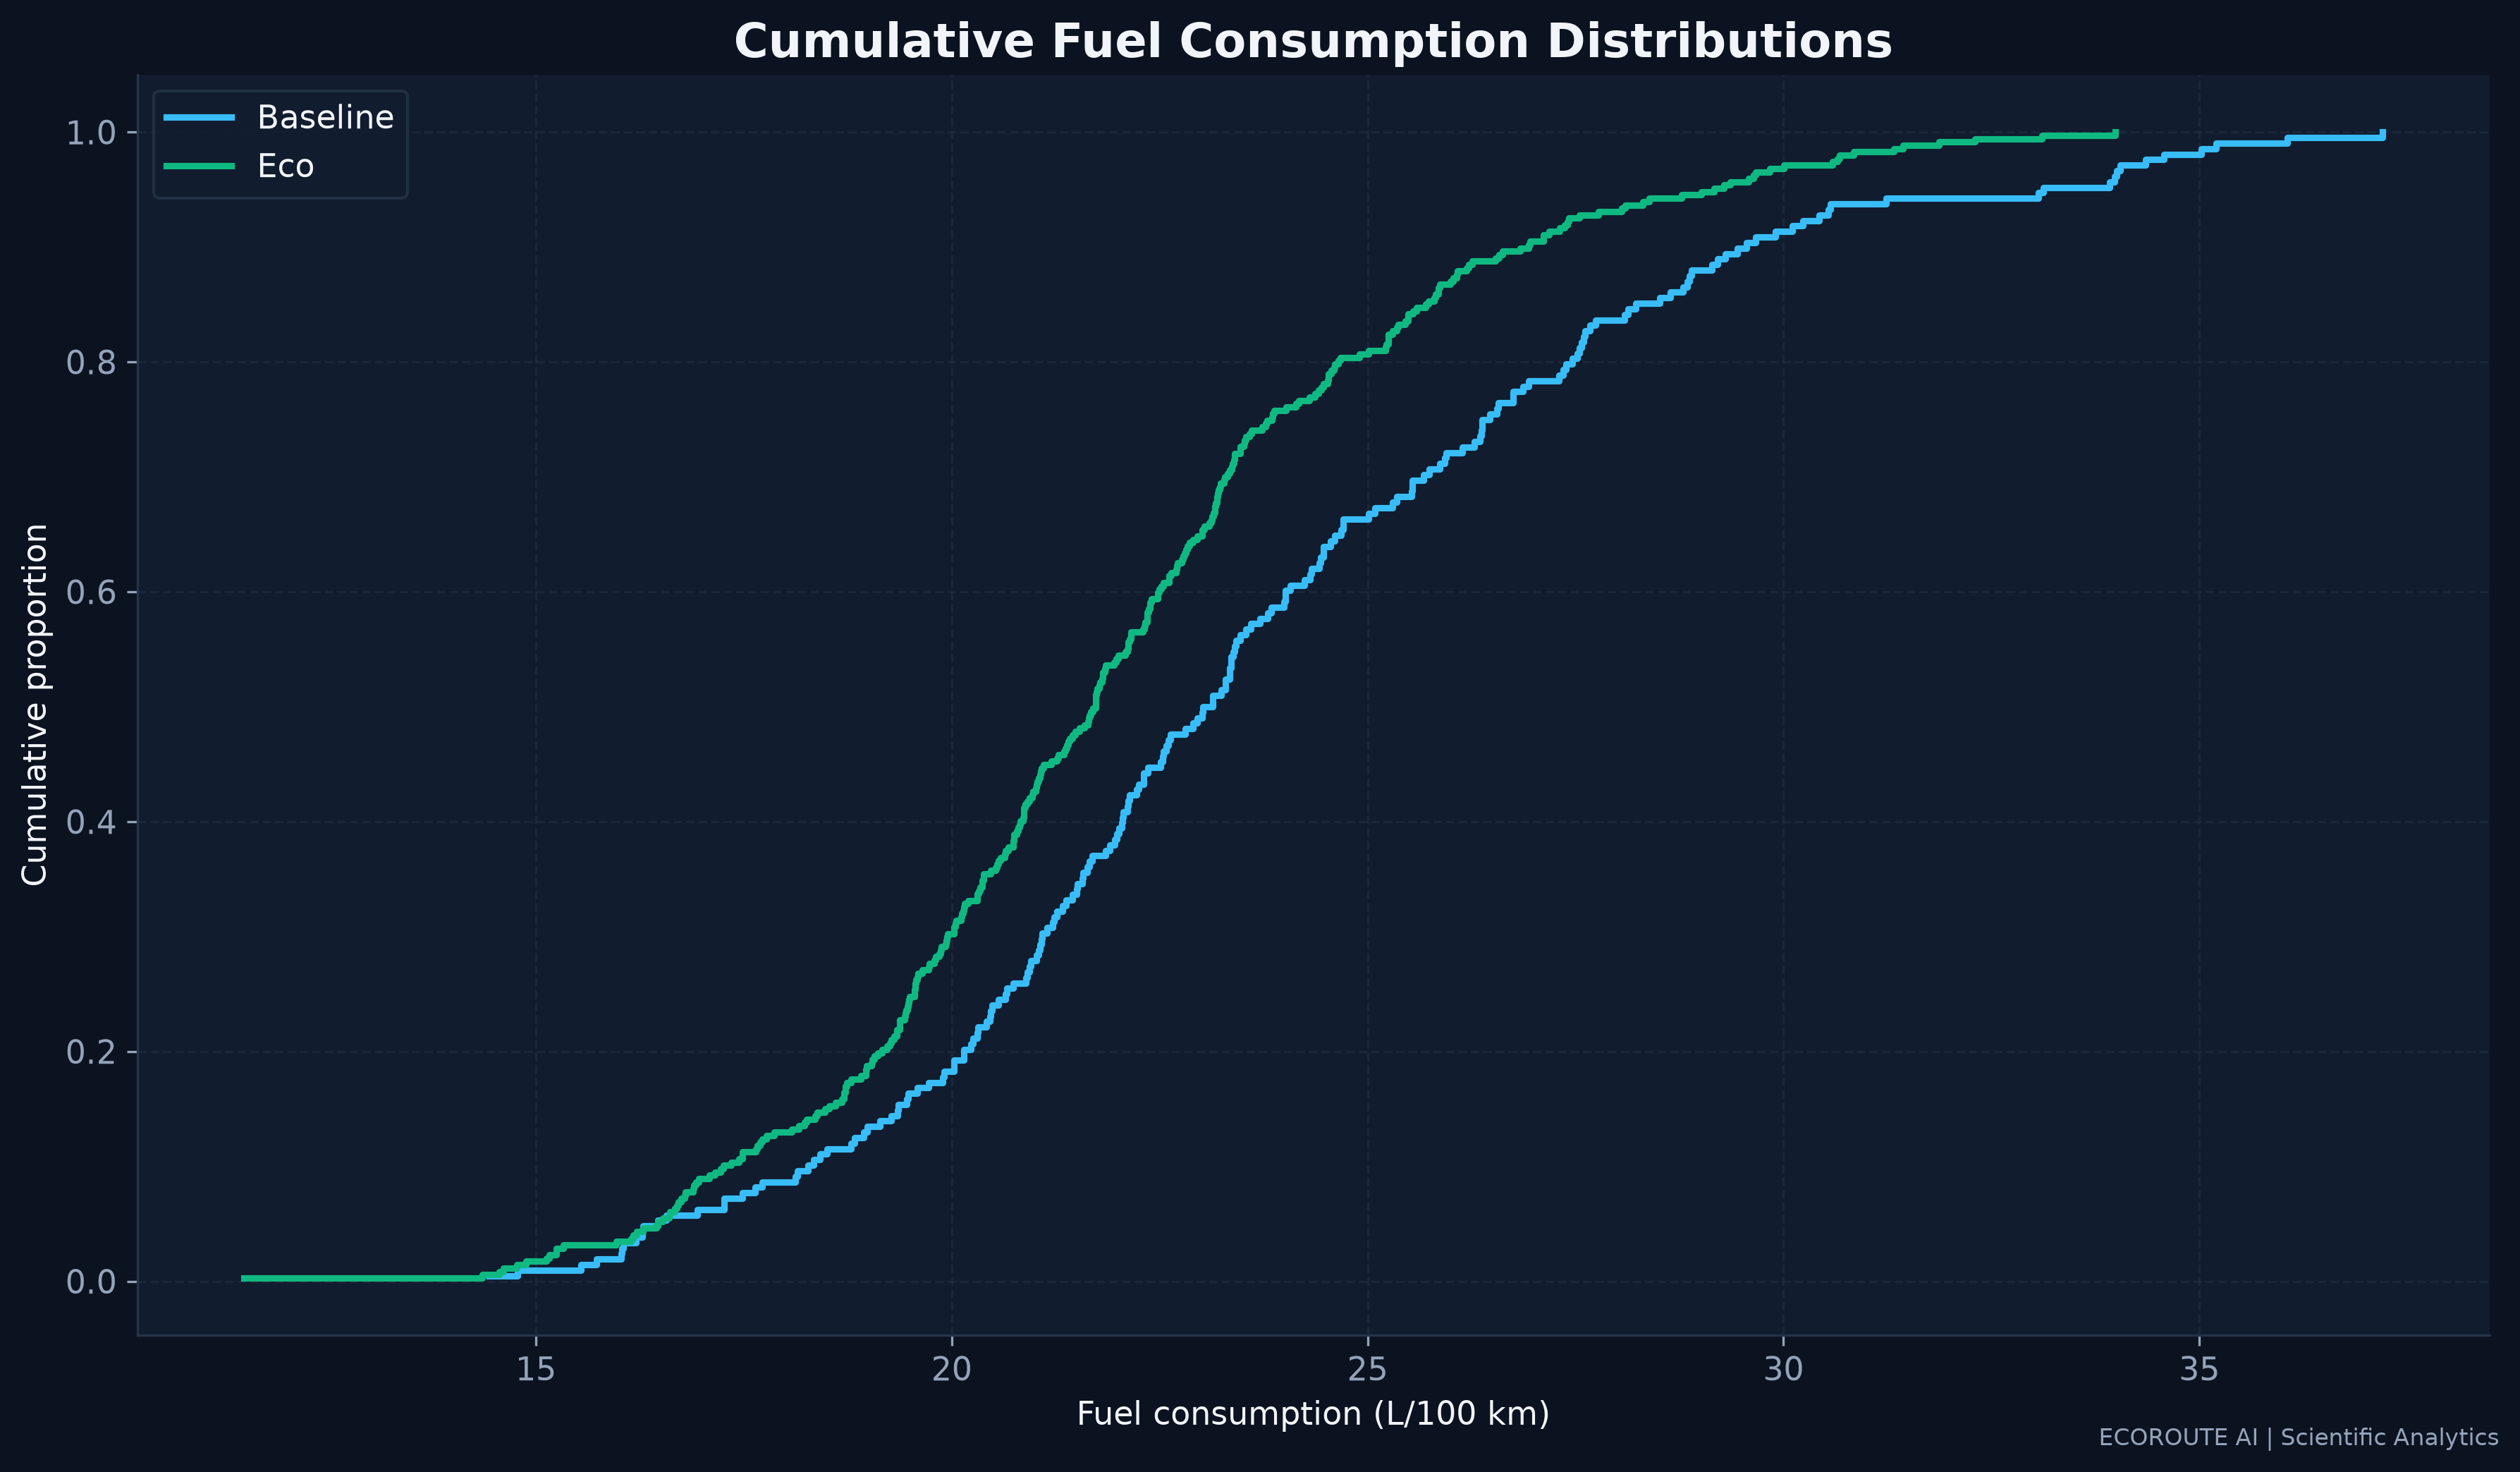 Cumulative Fuel Consumption Distributions
Baseline
Eco
1.0
0.8
0.6
0.4
0.2
0.0
Cumulative proportion
15 20 25 30 35
Fuel consumption (L/100 km)
ECOROUTE AI | Scientific Analytics